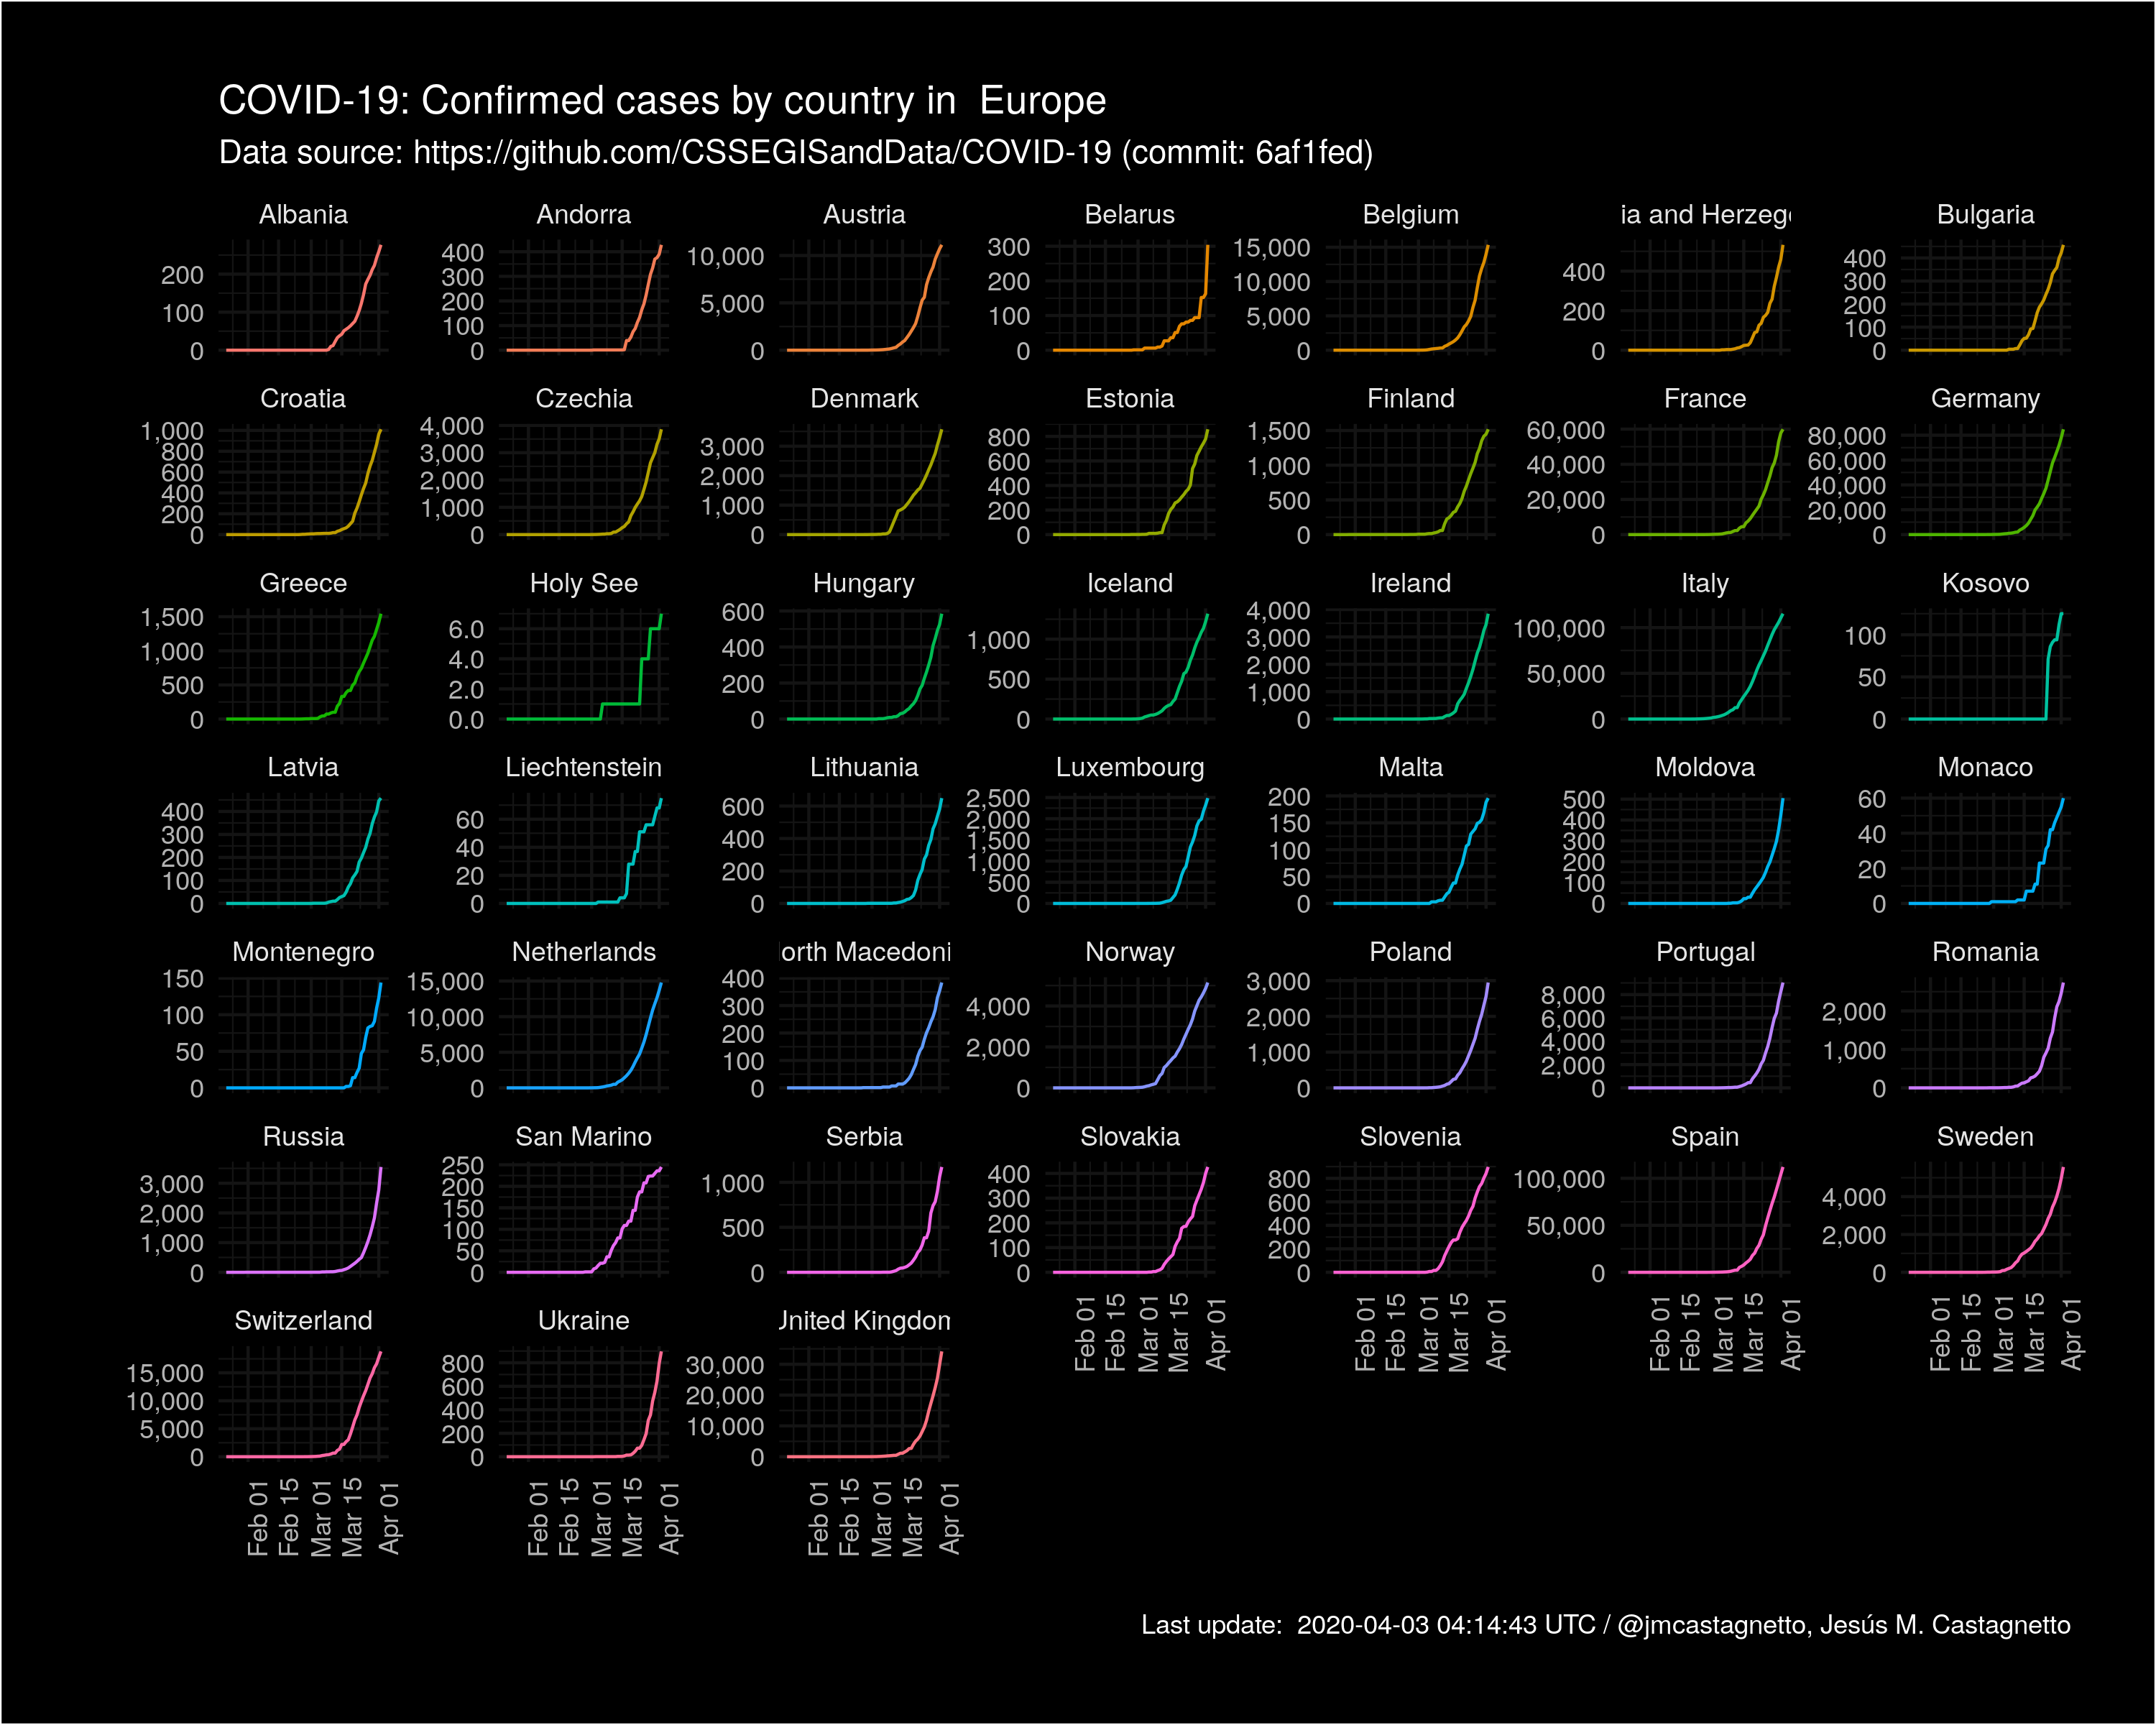 COVID-19: Confirmed cases by country in  Europe
Data source: https://github.com/CSSEGISandData/COVID-19 (commit: 6af1fed)
Albania
200
100
0
Andorra
400
300
200
100
0
Austria
10,000
5,000
0
Belarus
300
200
100
0
Belgium
15,000
10,000
5,000
0
ia and Herzeg
400
200
0
Bulgaria
400
300
200
100
0
Croatia
1,000
800
600
400
200
0
Czechia
4,000
3,000
2,000
1,000
0
Denmark
3,000
2,000
1,000
0
Estonia
800
600
400
200
0
Finland
1,500
1,000
500
0
France
60,000
40,000
20,000
0
Germany
80,000
60,000
40,000
20,000
0
Greece
1,500
1,000
500
0
Holy See
6.0
4.0
2.0
0.0
Hungary
600
400
200
0
Iceland
1,000
500
0
Ireland
4,000
3,000
2,000
1,000
0
Italy
100,000
50,000
0
Kosovo
100
50
0
Latvia
400
300
200
100
0
Liechtenstein
60
40
20
0
Lithuania
600
400
200
0
Luxembourg
2,500
2,000
1,500
1,000
500
0
Malta
200
150
100
50
0
Moldova
500
400
300
200
100
0
Monaco
60
40
20
0
Montenegro
150
100
50
0
Netherlands
15,000
10,000
5,000
0
orth Macedoni
400
300
200
100
0
Norway
4,000
2,000
0
Poland
3,000
2,000
1,000
0
Portugal
8,000
6,000
4,000
2,000
0
Romania
2,000
1,000
0
Russia
3,000
2,000
1,000
0
San Marino
250
200
150
100
50
0
Serbia
1,000
500
0
Slovakia
400
300
200
100
0
Feb 01
Feb 15
Mar 01
Mar 15
Apr 01
Slovenia
800
600
400
200
0
Feb 01
Feb 15
Mar 01
Mar 15
Apr 01
Spain
100,000
50,000
0
Feb 01
Feb 15
Mar 01
Mar 15
Apr 01
Sweden
4,000
2,000
0
Feb 01
Feb 15
Mar 01
Mar 15
Apr 01
Switzerland
15,000
10,000
5,000
0
Feb 01
Feb 15
Mar 01
Mar 15
Apr 01
Ukraine
800
600
400
200
0
Feb 01
Feb 15
Mar 01
Mar 15
Apr 01
United Kingdom
30,000
20,000
10,000
0
Feb 01
Feb 15
Mar 01
Mar 15
Apr 01
Last update:  2020-04-03 04:14:43 UTC / @jmcastagnetto, Jesús M. Castagnetto